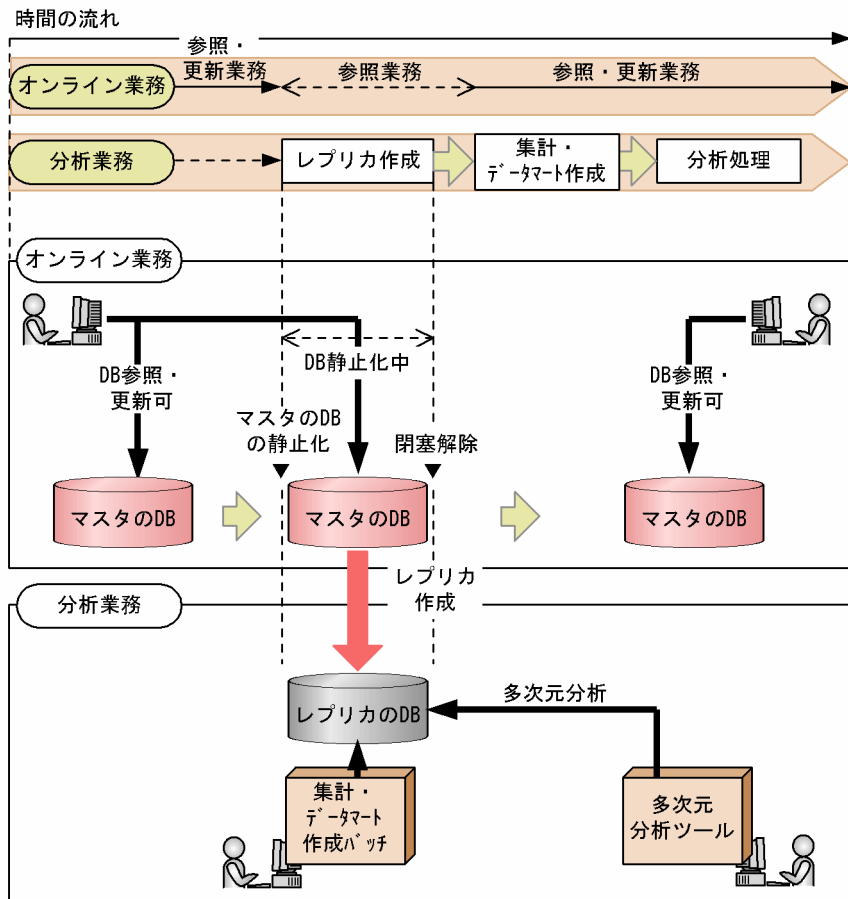 時間の流れ
参照・
更新業務
オンライン業務
参照業務
参照・更新業務
分析業務
レプリカ作成
集計・
ﾃﾞｰﾀﾏｰﾄ作成
分析処理
オンライン業務
DB静止化中
DB参照・
更新可
DB参照・
更新可
マスタのDB
の静止化
閉塞解除
マスタのDB
マスタのDB
マスタのDB
レプリカ
作成
分析業務
レプリカのDB
多次元分析
集計・
ﾃﾞｰﾀﾏｰﾄ
作成ﾊﾞｯﾁ
多次元
分析ツール